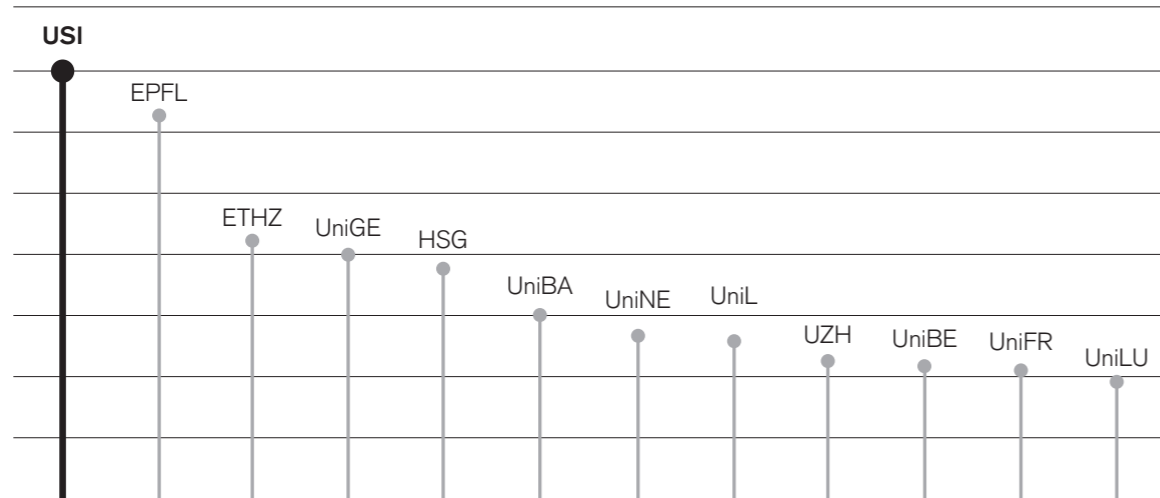 USI
EPFL
ETHZ
UniGE
HSG
UniBA
UniNE
UniL
UZH
UniBE
UniFR
UniLU